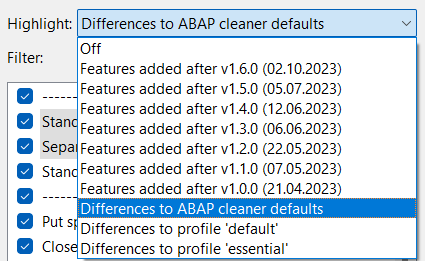 Highlight: Differences to ABAP cleaner defaults
Off
Filter:
Features added after v1.6.0 (02.10.2023)
Features added after v1.5.0 (05.07.2023)
Features added after v1.4.0 (12.06.2023)
Features added after v1.3.0 (06.06.2023)
Features added after v1.2.0 (22.05.2023)
Features added after v1.1.0 (07.05.2023)
Features added after v1.0.0 (21.04.2023)
Differences to ABAP cleaner defaults
Differences to profile 'default'
Differences to profile 'essential'
Stand
Separ
Stand
Put sp
Close